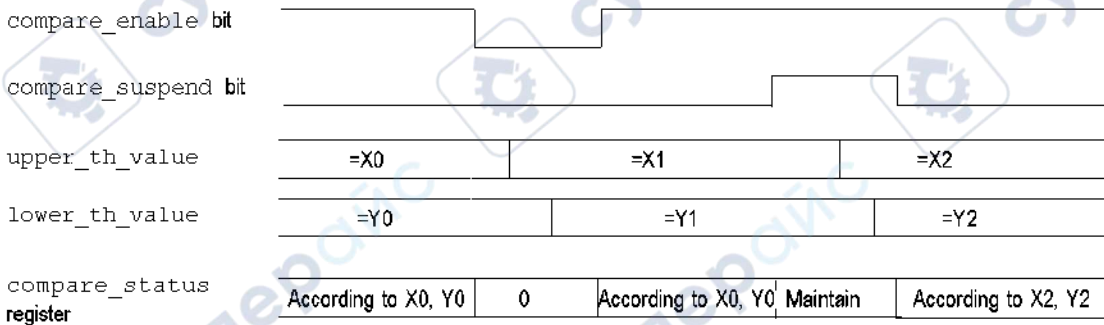 compare_enable bit
compare_suspend bit
upper_th_value =X0 =X1 =X2
lower_th_value =Y0 =Y1 =Y2
compare_status
register
According to X0, Y0 0 According to X0, Y0 Maintain According to X2, Y2